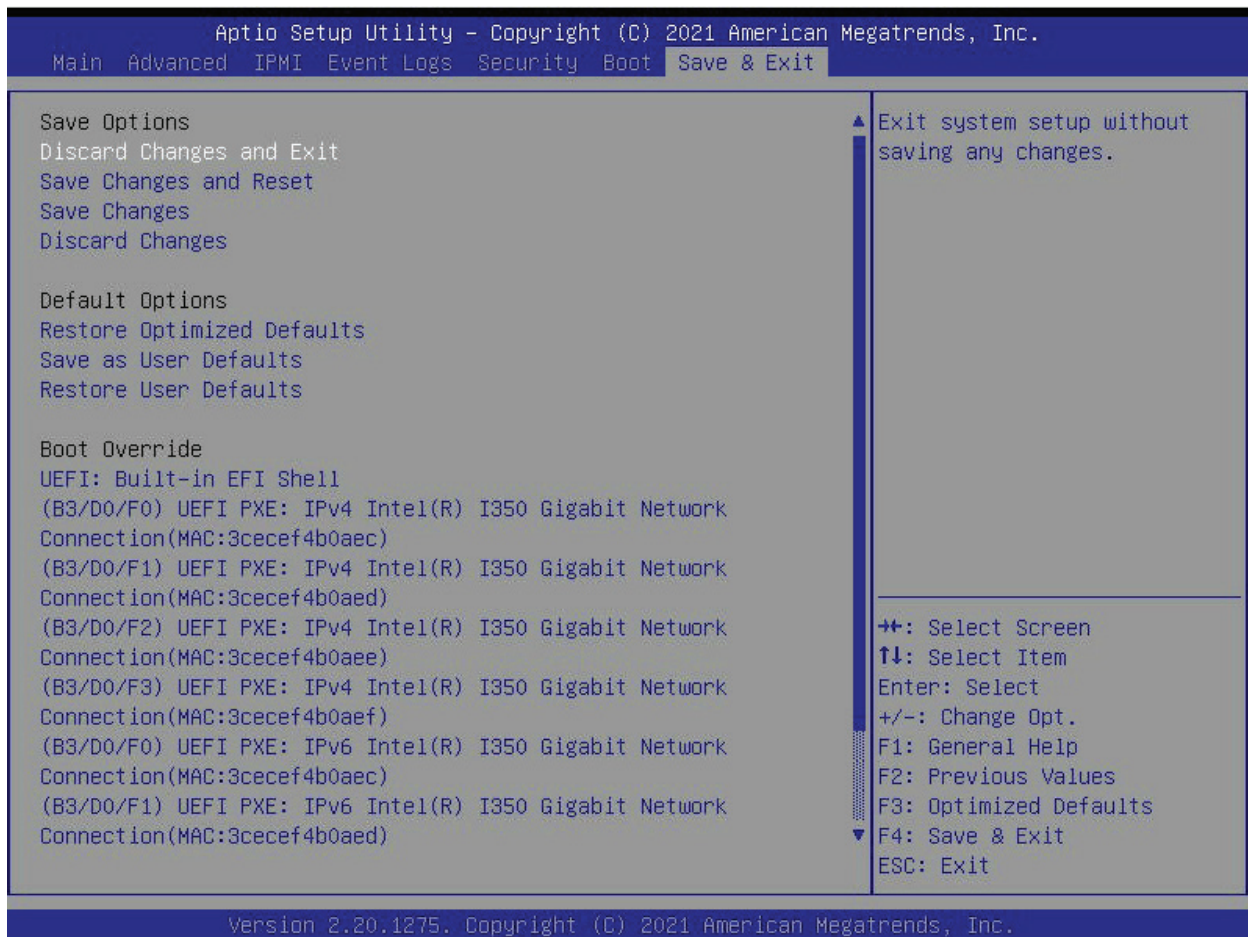 Aptio Setup Utility – Copyright (C) 2021 American Megatrends, Inc.
Main Advanced IPMI Event Logs Security Boot Save & Exit
Save Options
Discard Changes and Exit
Save Changes and Reset
Save Changes
Discard Changes
Default Options
Restore Optimized Defaults
Save as User Defaults
Restore User Defaults
Boot Override
UEFI: Built-in EFI Shell
(B3/D0/F0) UEFI PXE: IPv4 Intel(R) I350 Gigabit Network
Connection(MAC:3cecef4b0aec)
(B3/D0/F1) UEFI PXE: IPv4 Intel(R) I350 Gigabit Network
Connection(MAC:3cecef4b0aed)
(B3/D0/F2) UEFI PXE: IPv4 Intel(R) I350 Gigabit Network
Connection(MAC:3cecef4b0aee)
(B3/D0/F3) UEFI PXE: IPv4 Intel(R) I350 Gigabit Network
Connection(MAC:3cecef4b0aef)
(B3/D0/F0) UEFI PXE: IPv6 Intel(R) I350 Gigabit Network
Connection(MAC:3cecef4b0aec)
(B3/D0/F1) UEFI PXE: IPv6 Intel(R) I350 Gigabit Network
Connection(MAC:3cecef4b0aed)
Exit system setup without
saving any changes.
→←: Select Screen
↑↓: Select Item
Enter: Select
+/-: Change Opt.
F1: General Help
F2: Previous Values
F3: Optimized Defaults
F4: Save & Exit
ESC: Exit
Version 2.20.1275. Copyright (C) 2021 American Megatrends, Inc.